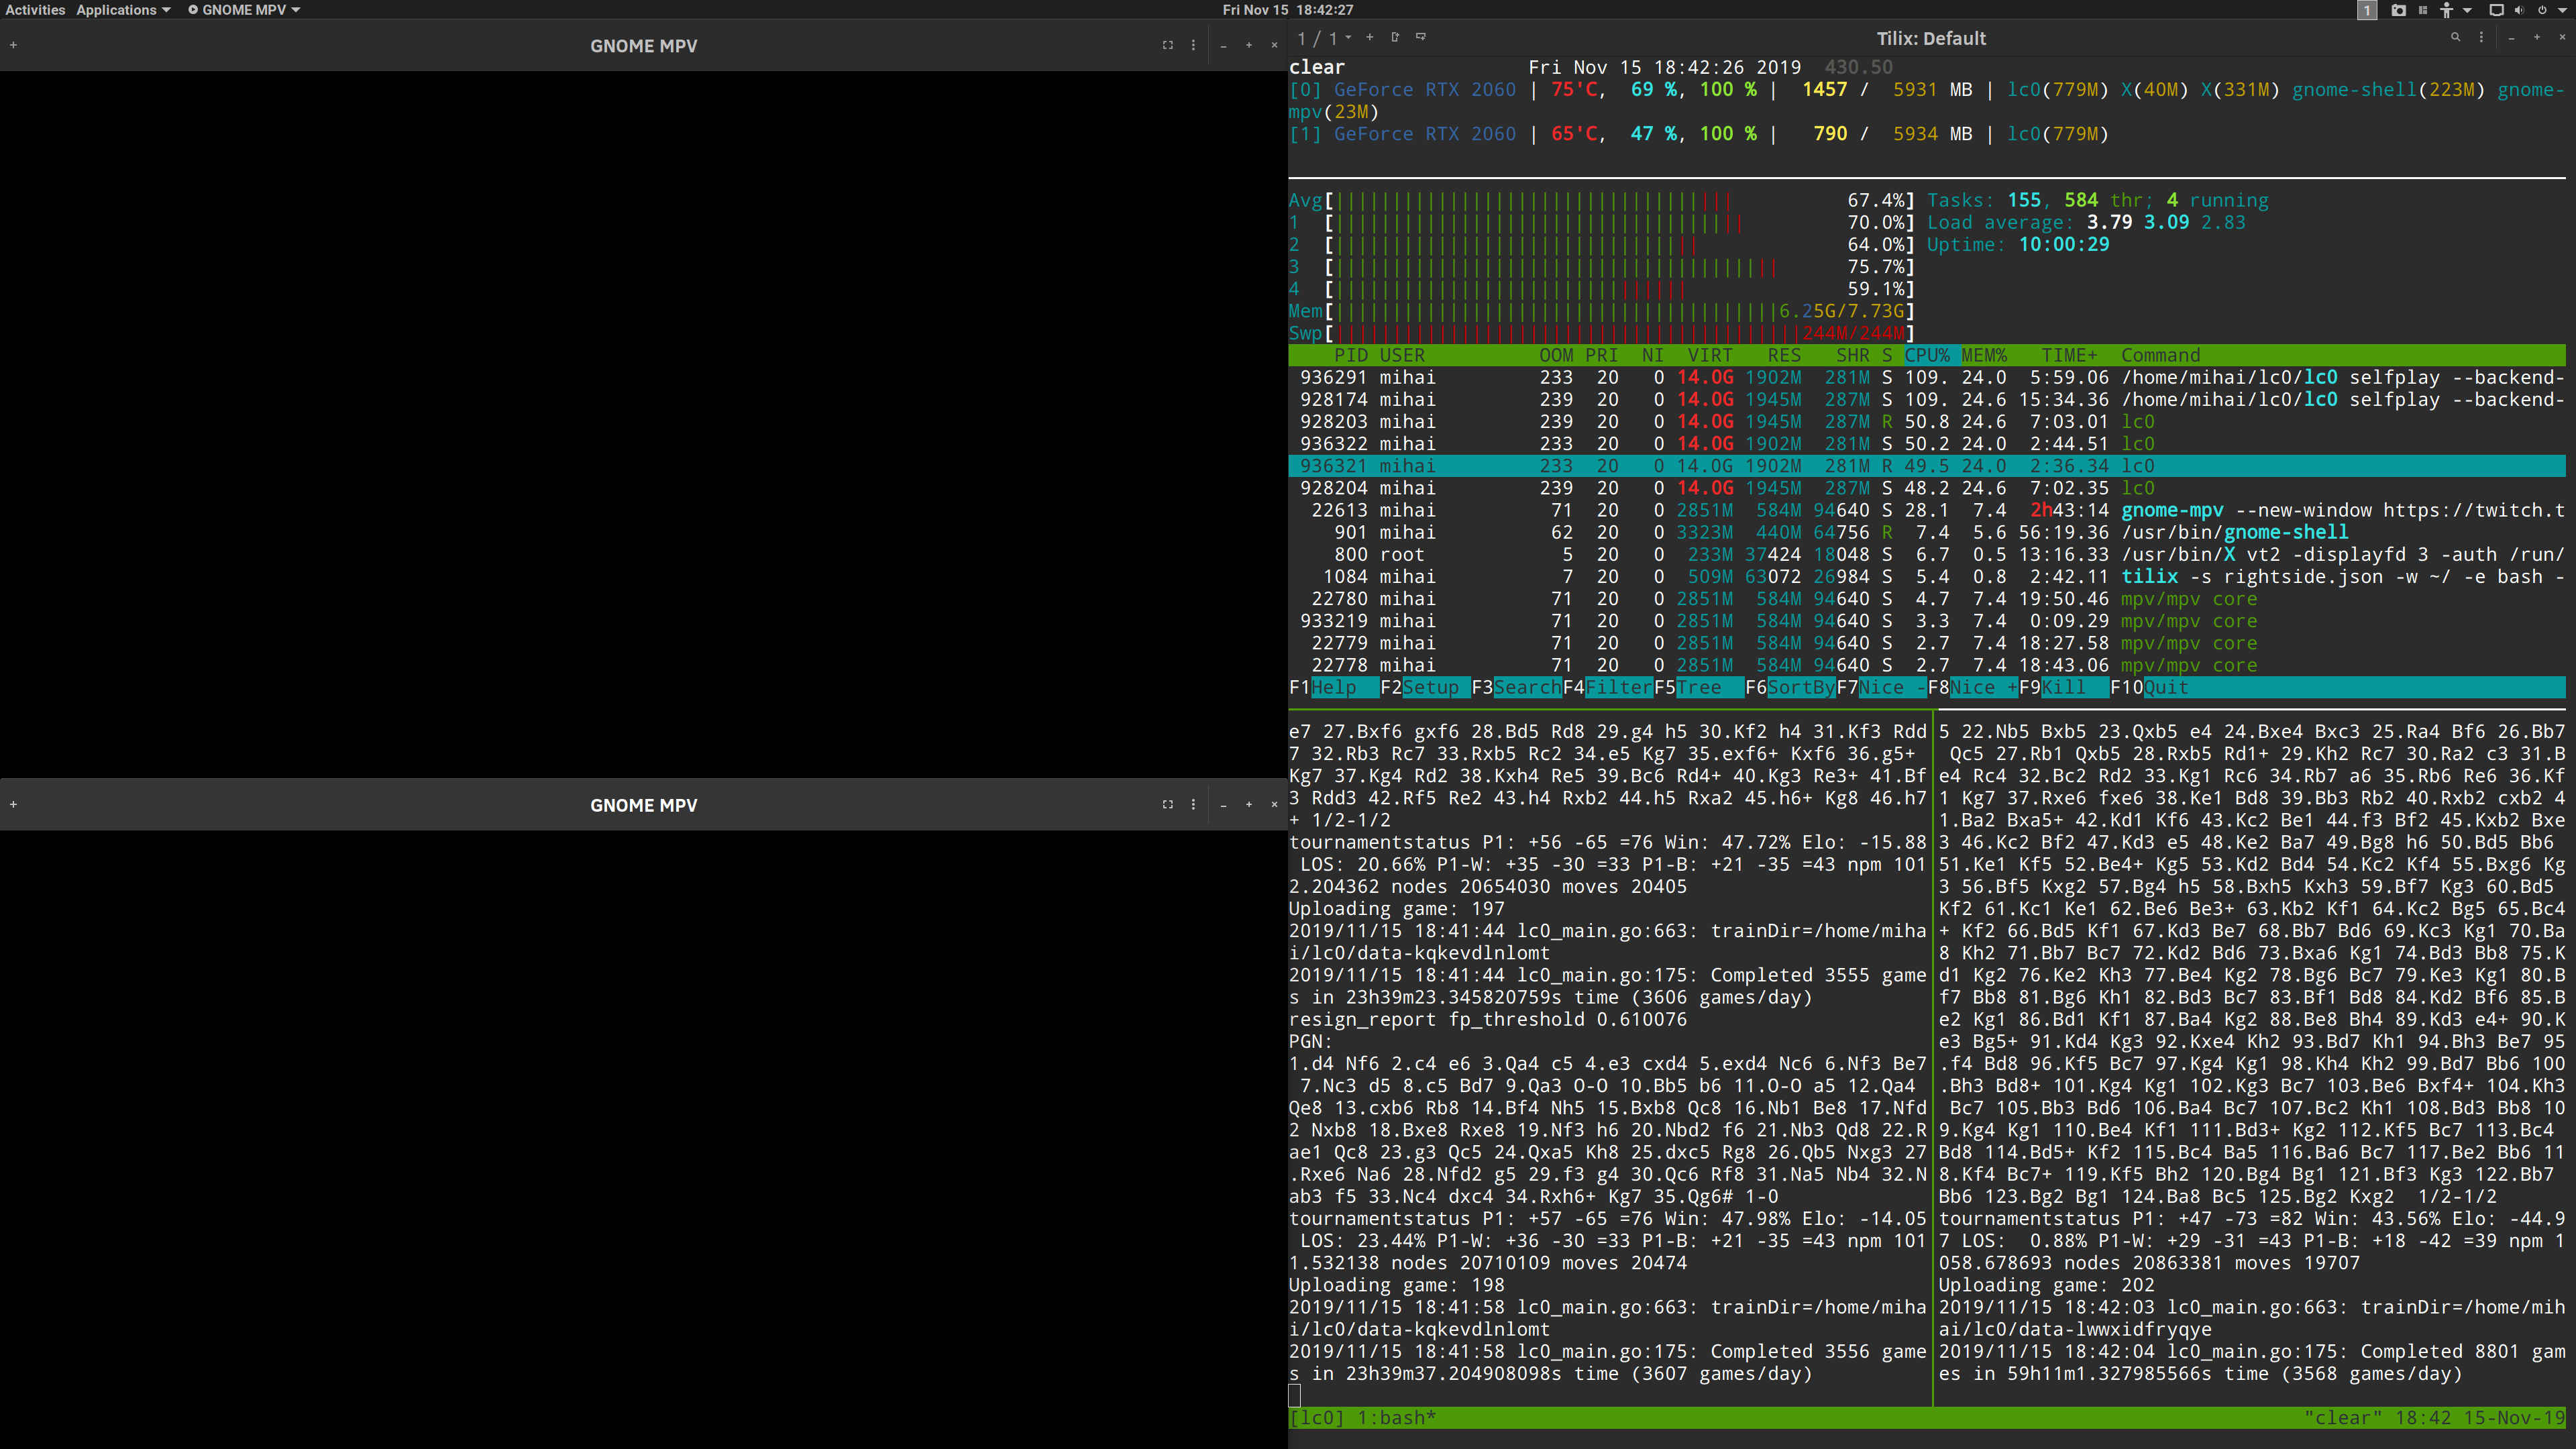 Activities Applications GNOME MPV Fri Nov 15 18:42:27 1
GNOME MPV
GNOME MPV
1 / 1 Tilix: Default
clear Fri Nov 15 18:42:26 2019 430.50
[0] GeForce RTX 2060 | 75'C, 69 %, 100 % | 1457 / 5931 MB | lc0(779M) X(40M) X(331M) gnome-shell(223M) gnome-
mpv(23M)
[1] GeForce RTX 2060 | 65'C, 47 %, 100 % | 790 / 5934 MB | lc0(779M)
Avg[ 67.4%] Tasks: 155, 584 thr; 4 running
1 [ 70.0%] Load average: 3.79 3.09 2.83
2 [ 64.0%] Uptime: 10:00:29
3 [ 75.7%]
4 [ 59.1%]
Mem[ 6.25G/7.73G]
Swp[ 244M/244M]
PID USER OOM PRI NI VIRT RES SHR S CPU% MEM% TIME+ Command
936291 mihai 233 20 0 14.0G 1902M 281M S 109. 24.0 5:59.06 /home/mihai/lc0/lc0 selfplay --backend-
928174 mihai 239 20 0 14.0G 1945M 287M S 109. 24.6 15:34.36 /home/mihai/lc0/lc0 selfplay --backend-
928203 mihai 239 20 0 14.0G 1945M 287M R 50.8 24.6 7:03.01 lc0
936322 mihai 233 20 0 14.0G 1902M 281M S 50.2 24.0 2:44.51 lc0
936321 mihai 233 20 0 14.0G 1902M 281M R 49.5 24.0 2:36.34 lc0
928204 mihai 239 20 0 14.0G 1945M 287M S 48.2 24.6 7:02.35 lc0
22613 mihai 71 20 0 2851M 584M 94640 S 28.1 7.4 2h43:14 gnome-mpv --new-window https://twitch.t
901 mihai 62 20 0 3323M 440M 64756 R 7.4 5.6 56:19.36 /usr/bin/gnome-shell
800 root 5 20 0 233M 37424 18048 S 6.7 0.5 13:16.33 /usr/bin/X vt2 -displayfd 3 -auth /run/
1084 mihai 7 20 0 509M 63072 26984 S 5.4 0.8 2:42.11 tilix -s rightside.json -w ~/ -e bash -
22780 mihai 71 20 0 2851M 584M 94640 S 4.7 7.4 19:50.46 mpv/mpv core
933219 mihai 71 20 0 2851M 584M 94640 S 3.3 7.4 0:09.29 mpv/mpv core
22779 mihai 71 20 0 2851M 584M 94640 S 2.7 7.4 18:27.58 mpv/mpv core
22778 mihai 71 20 0 2851M 584M 94640 S 2.7 7.4 18:43.06 mpv/mpv core
F1Help F2Setup F3SearchF4FilterF5Tree F6SortByF7Nice -F8Nice +F9Kill F10Quit
e7 27.Bxf6 gxf6 28.Bd5 Rd8 29.g4 h5 30.Kf2 h4 31.Kf3 Rdd
7 32.Rb3 Rc7 33.Rxb5 Rc2 34.e5 Kg7 35.exf6+ Kxf6 36.g5+
Kg7 37.Kg4 Rd2 38.Kxh4 Re5 39.Bc6 Rd4+ 40.Kg3 Re3+ 41.Bf
3 Rdd3 42.Rf5 Re2 43.h4 Rxb2 44.h5 Rxa2 45.h6+ Kg8 46.h7
+ 1/2-1/2
tournamentstatus P1: +56 -65 =76 Win: 47.72% Elo: -15.88
LOS: 20.66% P1-W: +35 -30 =33 P1-B: +21 -35 =43 npm 101
2.204362 nodes 20654030 moves 20405
Uploading game: 197
2019/11/15 18:41:44 lc0_main.go:663: trainDir=/home/miha
i/lc0/data-kqkevdlnlomt
2019/11/15 18:41:44 lc0_main.go:175: Completed 3555 game
s in 23h39m23.345820759s time (3606 games/day)
resign_report fp_threshold 0.610076
PGN:
1.d4 Nf6 2.c4 e6 3.Qa4 c5 4.e3 cxd4 5.exd4 Nc6 6.Nf3 Be7
7.Nc3 d5 8.c5 Bd7 9.Qa3 O-O 10.Bb5 b6 11.O-O a5 12.Qa4
Qe8 13.cxb6 Rb8 14.Bf4 Nh5 15.Bxb8 Qc8 16.Nb1 Be8 17.Nfd
2 Nxb8 18.Bxe8 Rxe8 19.Nf3 h6 20.Nbd2 f6 21.Nb3 Qd8 22.R
ae1 Qc8 23.g3 Qc5 24.Qxa5 Kh8 25.dxc5 Rg8 26.Qb5 Nxg3 27
.Rxe6 Na6 28.Nfd2 g5 29.f3 g4 30.Qc6 Rf8 31.Na5 Nb4 32.N
ab3 f5 33.Nc4 dxc4 34.Rxh6+ Kg7 35.Qg6# 1-0
tournamentstatus P1: +57 -65 =76 Win: 47.98% Elo: -14.05
LOS: 23.44% P1-W: +36 -30 =33 P1-B: +21 -35 =43 npm 101
1.532138 nodes 20710109 moves 20474
Uploading game: 198
2019/11/15 18:41:58 lc0_main.go:663: trainDir=/home/miha
i/lc0/data-kqkevdlnlomt
2019/11/15 18:41:58 lc0_main.go:175: Completed 3556 game
s in 23h39m37.204908098s time (3607 games/day)
5 22.Nb5 Bxb5 23.Qxb5 e4 24.Bxe4 Bxc3 25.Ra4 Bf6 26.Bb7
Qc5 27.Rb1 Qxb5 28.Rxb5 Rd1+ 29.Kh2 Rc7 30.Ra2 c3 31.B
e4 Rc4 32.Bc2 Rd2 33.Kg1 Rc6 34.Rb7 a6 35.Rb6 Re6 36.Kf
1 Kg7 37.Rxe6 fxe6 38.Ke1 Bd8 39.Bb3 Rb2 40.Rxb2 cxb2 4
1.Ba2 Bxa5+ 42.Kd1 Kf6 43.Kc2 Be1 44.f3 Bf2 45.Kxb2 Bxe
3 46.Kc2 Bf2 47.Kd3 e5 48.Ke2 Ba7 49.Bg8 h6 50.Bd5 Bb6
51.Ke1 Kf5 52.Be4+ Kg5 53.Kd2 Bd4 54.Kc2 Kf4 55.Bxg6 Kg
3 56.Bf5 Kxg2 57.Bg4 h5 58.Bxh5 Kxh3 59.Bf7 Kg3 60.Bd5
Kf2 61.Kc1 Ke1 62.Be6 Be3+ 63.Kb2 Kf1 64.Kc2 Bg5 65.Bc4
+ Kf2 66.Bd5 Kf1 67.Kd3 Be7 68.Bb7 Bd6 69.Kc3 Kg1 70.Ba
8 Kh2 71.Bb7 Bc7 72.Kd2 Bd6 73.Bxa6 Kg1 74.Bd3 Bb8 75.K
d1 Kg2 76.Ke2 Kh3 77.Be4 Kg2 78.Bg6 Bc7 79.Ke3 Kg1 80.B
f7 Bb8 81.Bg6 Kh1 82.Bd3 Bc7 83.Bf1 Bd8 84.Kd2 Bf6 85.B
e2 Kg1 86.Bd1 Kf1 87.Ba4 Kg2 88.Be8 Bh4 89.Kd3 e4+ 90.K
e3 Bg5+ 91.Kd4 Kg3 92.Kxe4 Kh2 93.Bd7 Kh1 94.Bh3 Be7 95
.f4 Bd8 96.Kf5 Bc7 97.Kg4 Kg1 98.Kh4 Kh2 99.Bd7 Bb6 100
.Bh3 Bd8+ 101.Kg4 Kg1 102.Kg3 Bc7 103.Be6 Bxf4+ 104.Kh3
Bc7 105.Bb3 Bd6 106.Ba4 Bc7 107.Bc2 Kh1 108.Bd3 Bb8 10
9.Kg4 Kg1 110.Be4 Kf1 111.Bd3+ Kg2 112.Kf5 Bc7 113.Bc4
Bd8 114.Bd5+ Kf2 115.Bc4 Ba5 116.Ba6 Bc7 117.Be2 Bb6 11
8.Kf4 Bc7+ 119.Kf5 Bh2 120.Bg4 Bg1 121.Bf3 Kg3 122.Bb7
Bb6 123.Bg2 Bg1 124.Ba8 Bc5 125.Bg2 Kxg2 1/2-1/2
tournamentstatus P1: +47 -73 =82 Win: 43.56% Elo: -44.9
7 LOS: 0.88% P1-W: +29 -31 =43 P1-B: +18 -42 =39 npm 1
058.678693 nodes 20863381 moves 19707
Uploading game: 202
2019/11/15 18:42:03 lc0_main.go:663: trainDir=/home/mih
ai/lc0/data-lwwxidfryqye
2019/11/15 18:42:04 lc0_main.go:175: Completed 8801 gam
es in 59h11m1.327985566s time (3568 games/day)
[lc0] 1:bash* "clear" 18:42 15-Nov-19